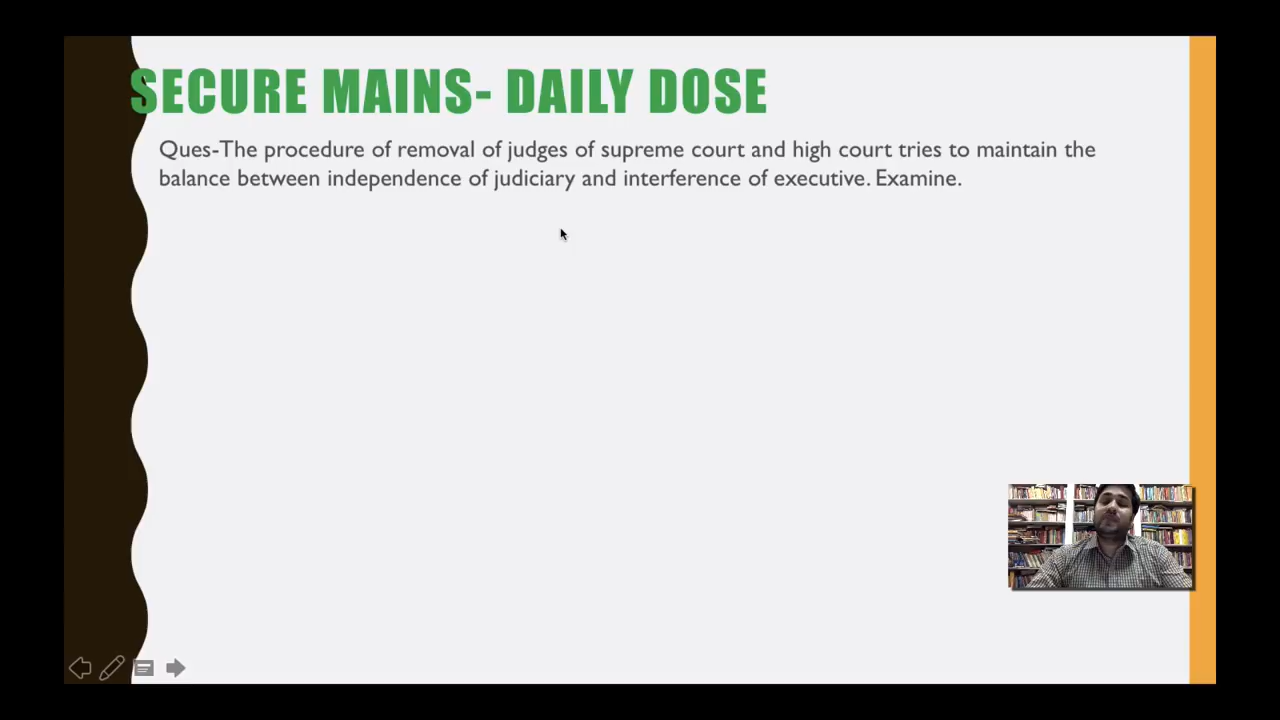 SECURE MAINS- DAILY DOSE
Ques-The procedure of removal of judges of supreme court and high court tries to maintain the
balance between independence of judiciary and interference of executive. Examine.